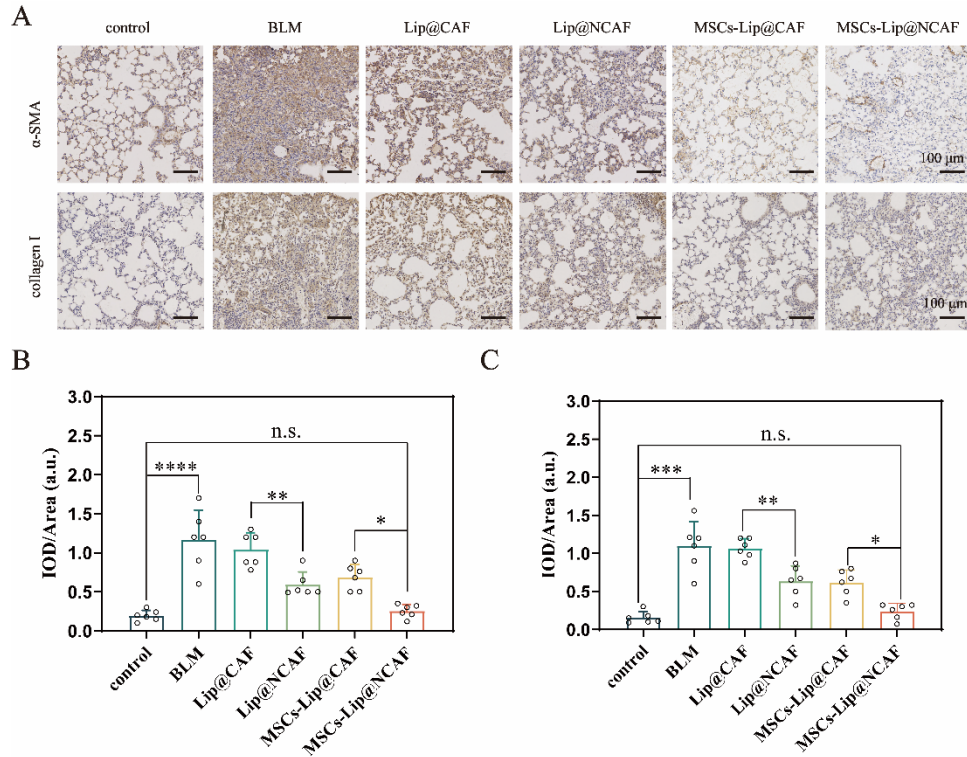 A
control BLM Lip@CAF Lip@NCAF MSCs-Lip@CAF MSCs-Lip@NCAF
α-SMA
100 μm
collagen I
100 μm
B
IOD/Area (a.u.)
3.0
2.5
2.0
1.5
1.0
0.5
0.0
n.s.
****
**
*
control
BLM
Lip@CAF
Lip@NCAF
MSCs-Lip@CAF
MSCs-Lip@NCAF
C
IOD/Area (a.u.)
3.0
2.5
2.0
1.5
1.0
0.5
0.0
n.s.
***
**
*
control
BLM
Lip@CAF
Lip@NCAF
MSCs-Lip@CAF
MSCs-Lip@NCAF